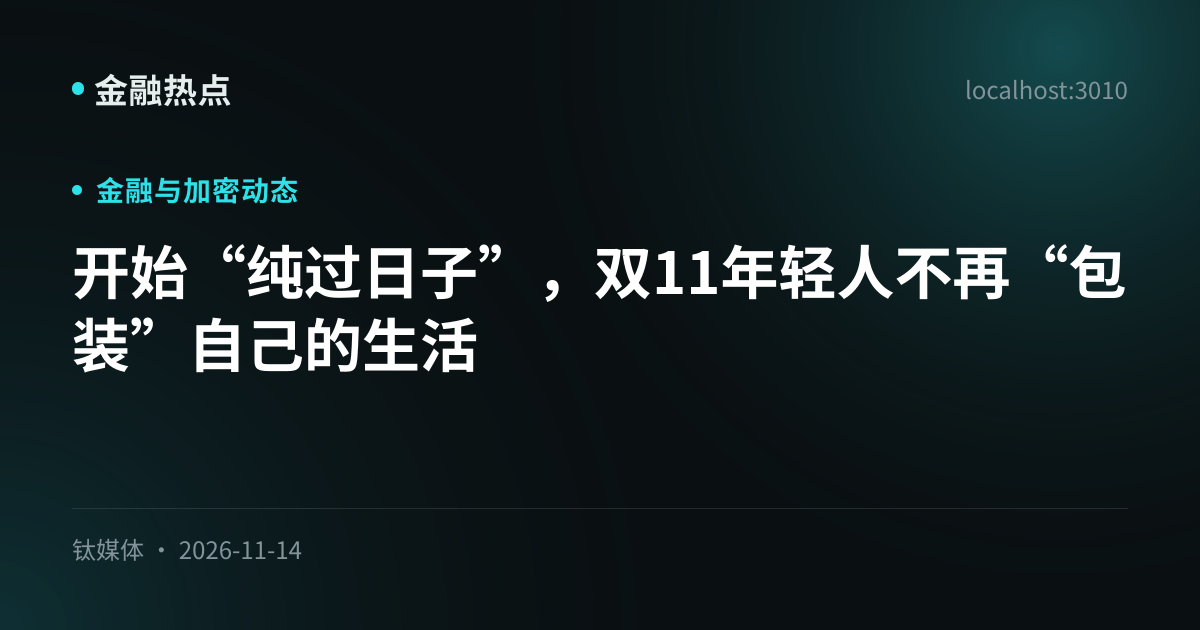 金融热点
localhost:3010
金融与加密动态
开始“纯过日子”，双11年轻人不再“包
装”自己的生活
钛媒体 · 2026-11-14